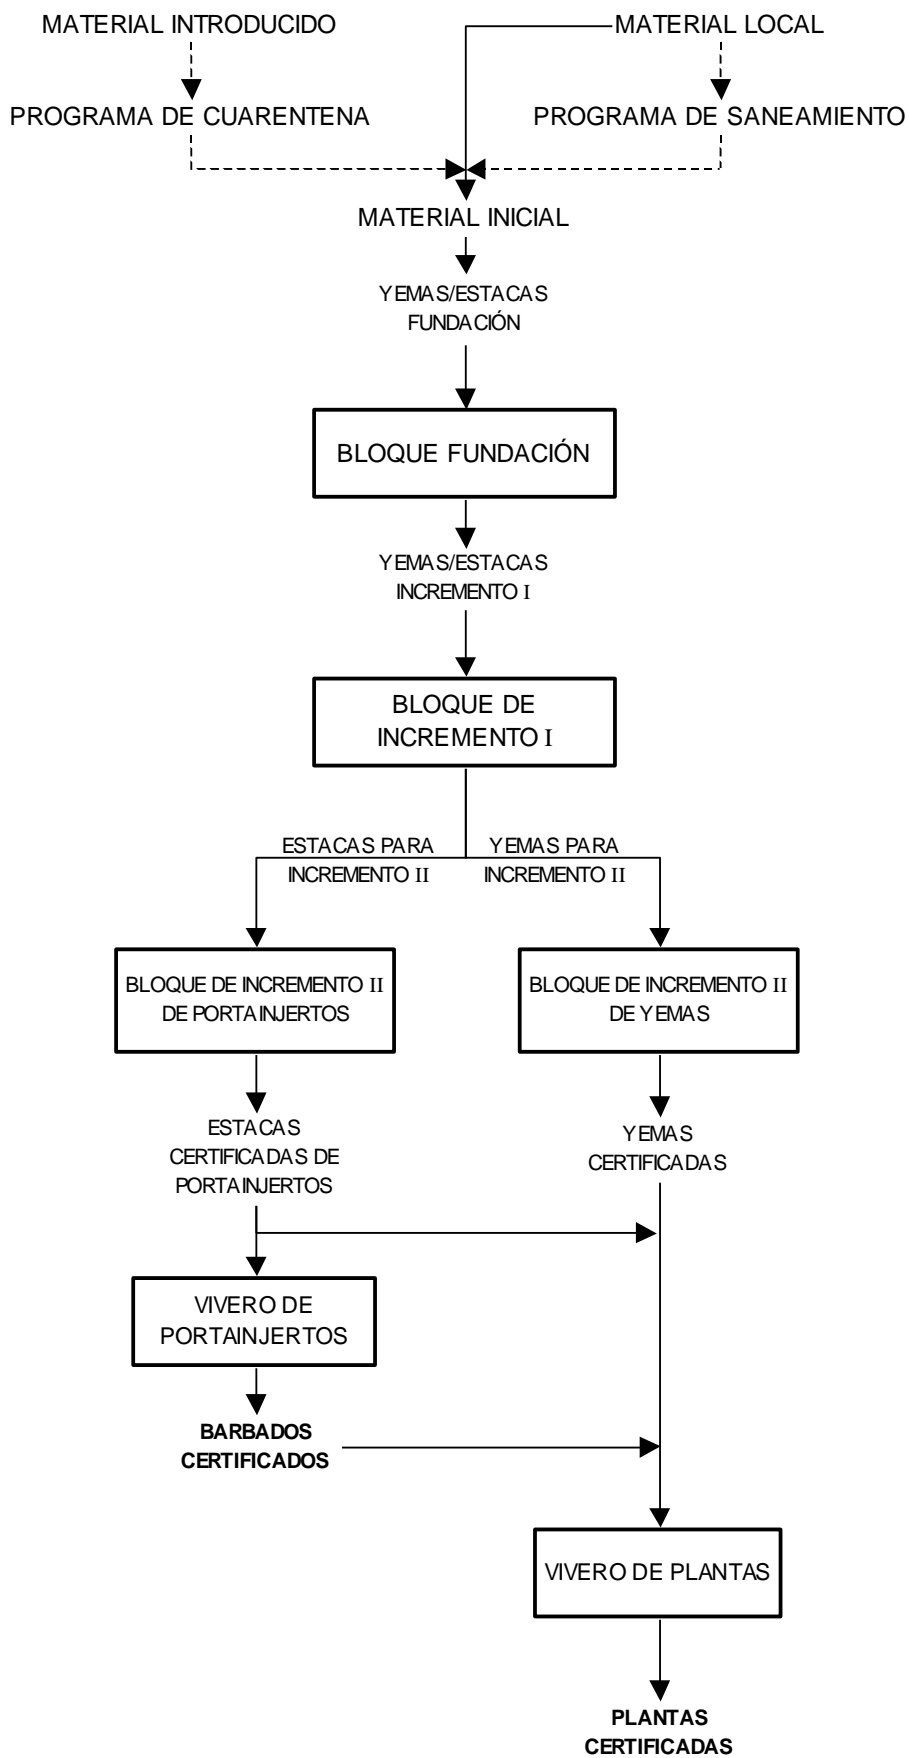 MATERIAL INTRODUCIDO
MATERIAL LOCAL
PROGRAMA DE CUARENTENA
PROGRAMA DE SANEAMIENTO
MATERIAL INICIAL
YEMAS/ESTACAS
FUNDACIÓN
BLOQUE FUNDACIÓN
YEMAS/ESTACAS
INCREMENTO I
BLOQUE DE
INCREMENTO I
ESTACAS PARA
INCREMENTO II
YEMAS PARA
INCREMENTO II
BLOQUE DE INCREMENTO II
DE PORTAINJERTOS
BLOQUE DE INCREMENTO II
DE YEMAS
ESTACAS
CERTIFICADAS DE
PORTAINJERTOS
YEMAS
CERTIFICADAS
VIVERO DE
PORTAINJERTOS
BARBADOS
CERTIFICADOS
VIVERO DE PLANTAS
PLANTAS
CERTIFICADAS